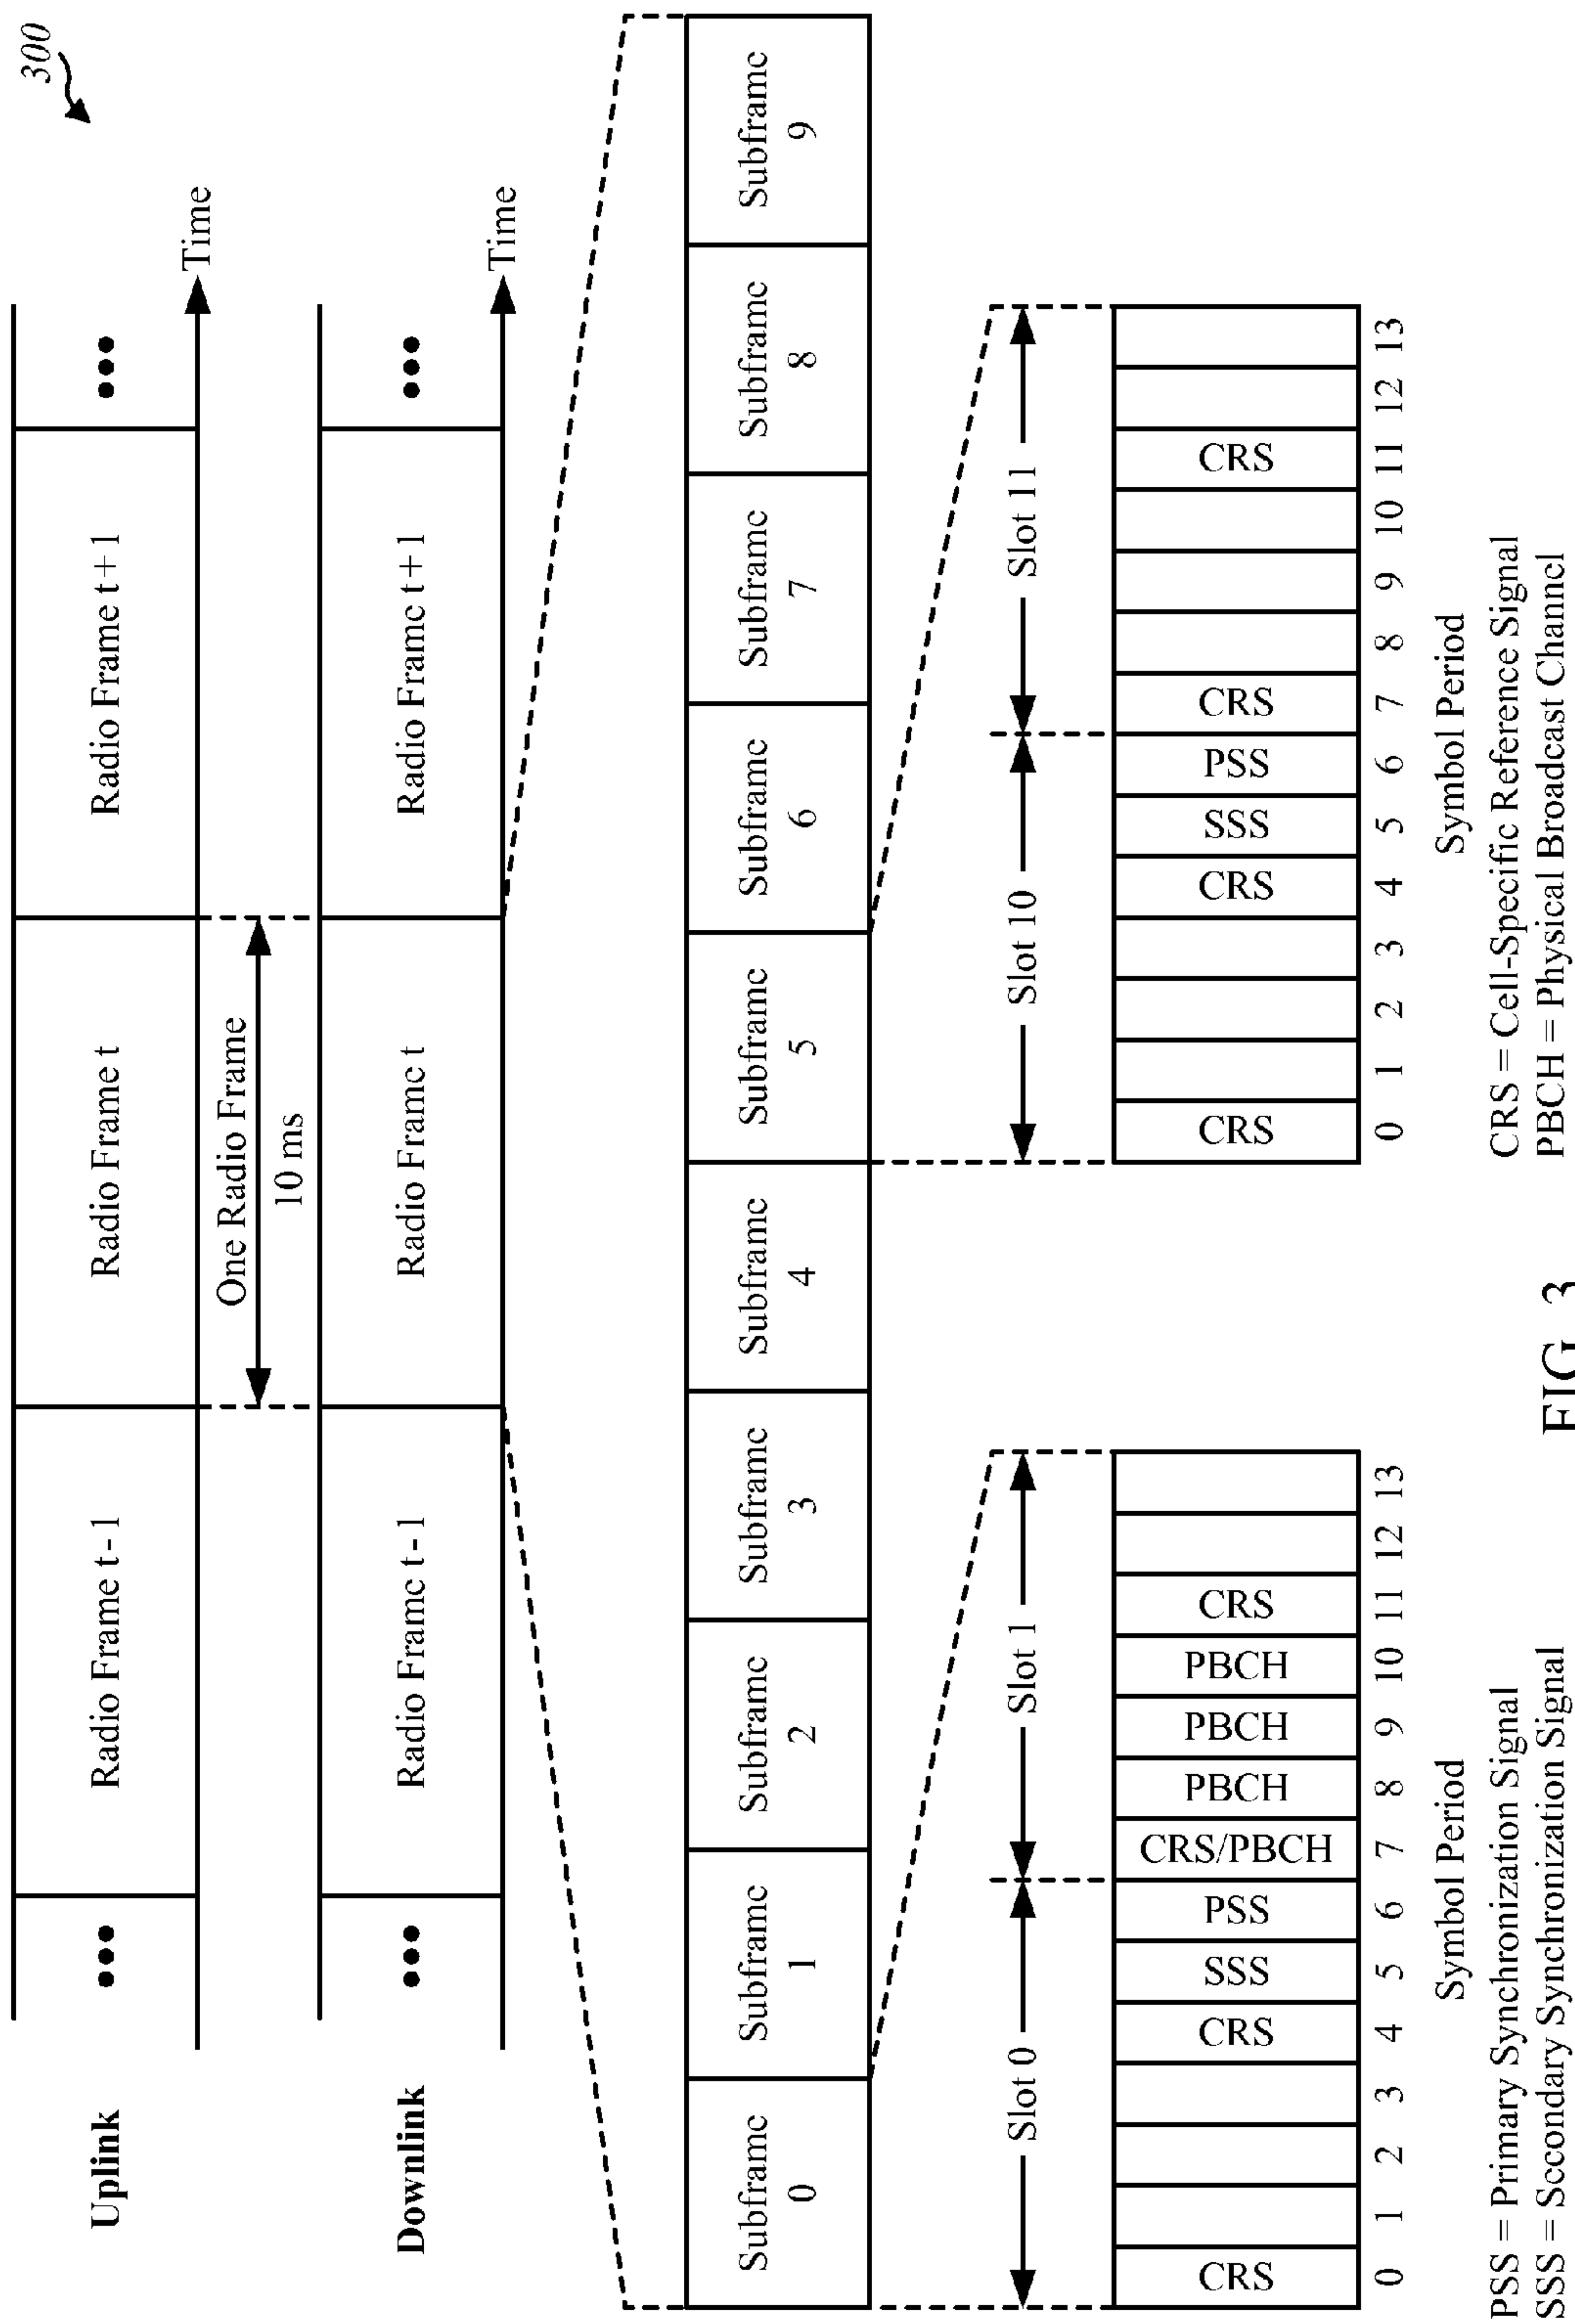 300
Uplink
••• Radio Frame t-1 Radio Frame t Radio Frame t+1 •••
Time
One Radio Frame
10 ms
Downlink
••• Radio Frame t-1 Radio Frame t Radio Frame t+1 •••
Time
Subframe Subframe Subframe Subframe Subframe Subframe Subframe Subframe Subframe Subframe
0 1 2 3 4 5 6 7 8 9
Slot 0 Slot 1 Slot 10 Slot 11
CRS CRS SSS PSS CRS/PBCH PBCH PBCH PBCH CRS
0 1 2 3 4 5 6 7 8 9 10 11 12 13
Symbol Period
CRS CRS SSS PSS CRS CRS
0 1 2 3 4 5 6 7 8 9 10 11 12 13
Symbol Period
PSS = Primary Synchronization Signal
SSS = Secondary Synchronization Signal
CRS = Cell-Specific Reference Signal
PBCH = Physical Broadcast Channel
FIG. 3